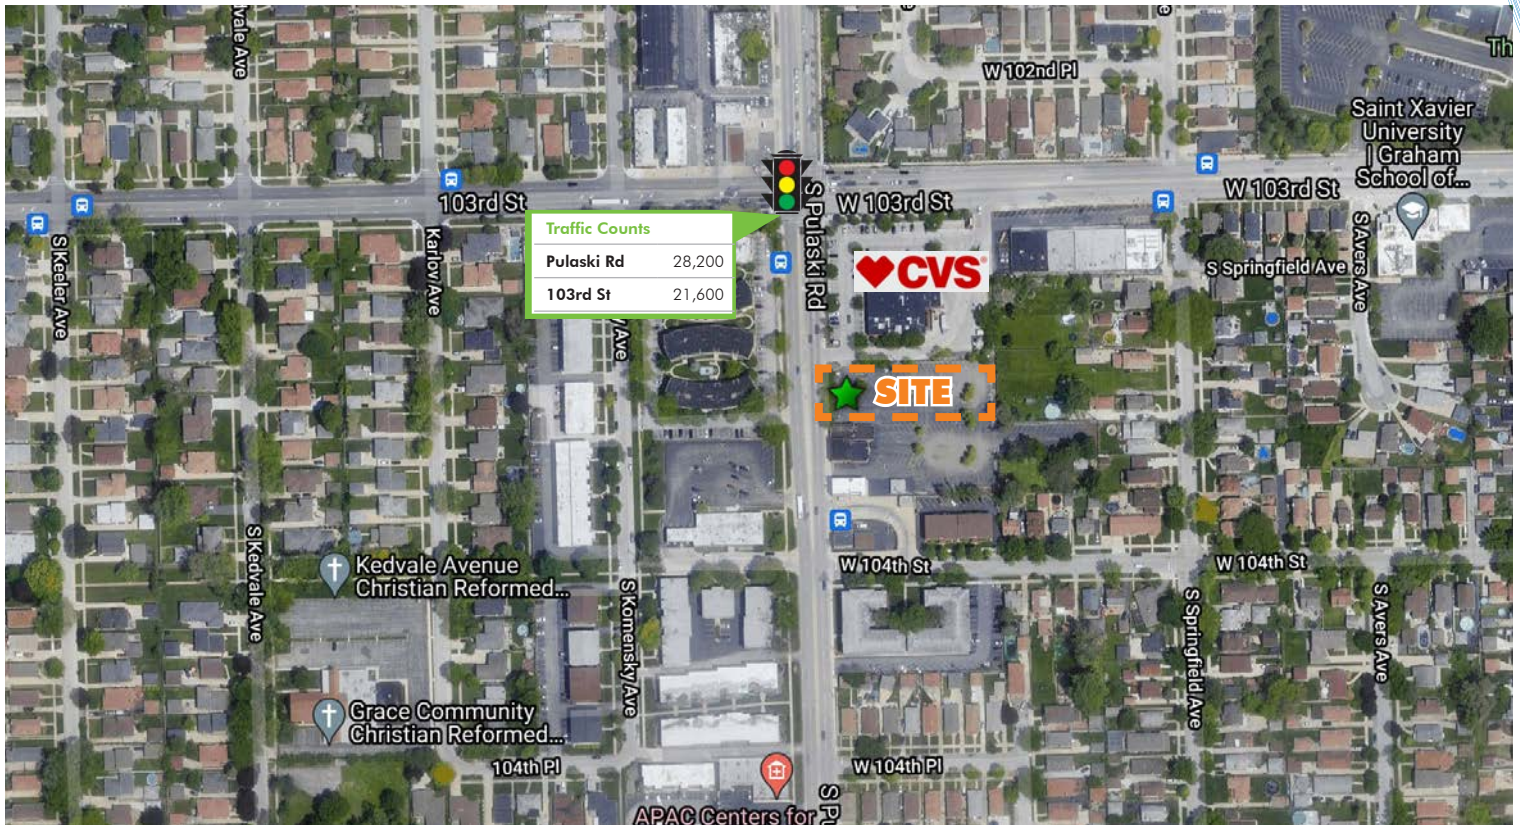 W 102nd Pl
Th
Saint Xavier
University
| Graham
School of...
103rd St
S Pulaski Rd
W 103rd St
W 103rd St
Traffic Counts
Pulaski Rd 28,200
103rd St 21,600
CVS
S Springfield Ave
S Avers Ave
S Keeler Ave
Karlov Ave
Ave
SITE
W 104th St
W 104th St
Kedvale Avenue
Christian Reformed...
S Kedvale Ave
S Komensky Ave
S Springfield Ave
S Avers Ave
Grace Community
Christian Reformed...
104th Pl
W 104th Pl
APAC Centers for